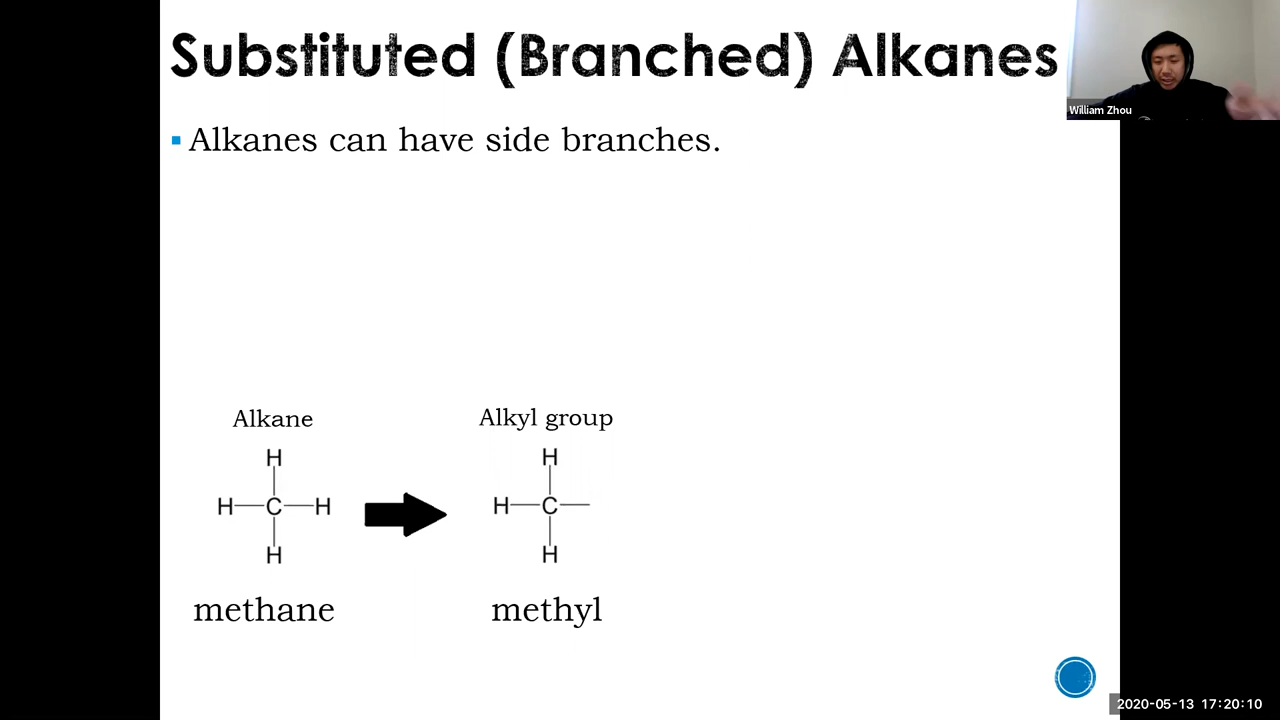 Substituted (Branched) Alkanes
William Zhou
Alkanes can have side branches.
Alkane
Alkyl group
H
H
H—C—H
H—C—
H
H
methane
methyl
2020-05-13 17:20:10